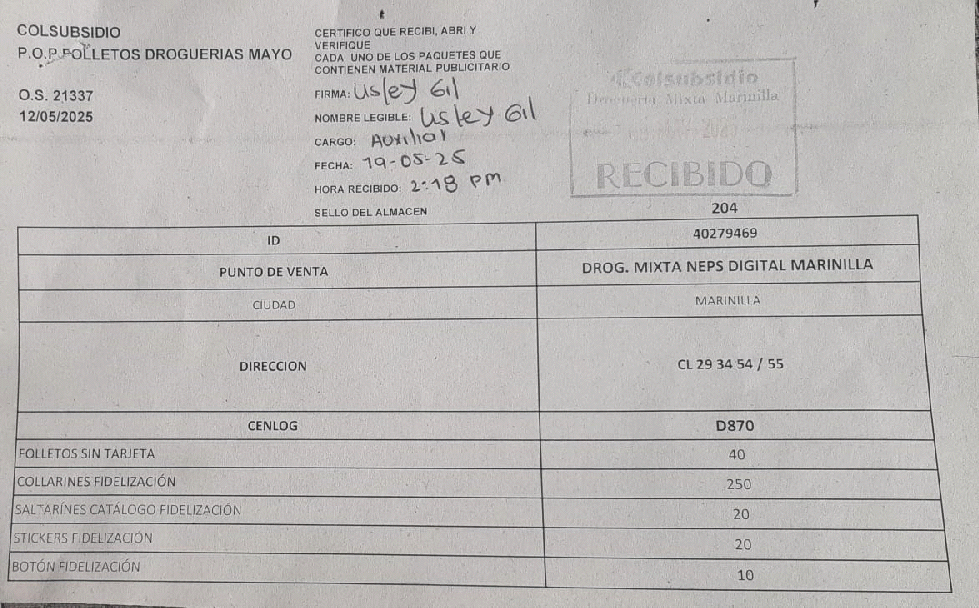 COLSUBSIDIO
P.O.P FOLLETOS DROGUERIAS MAYO
O.S. 21337
12/05/2025
CERTIFICO QUE RECIBI, ABRI Y
VERIFIQUE
CADA UNO DE LOS PAQUETES QUE
CONTIENEN MATERIAL PUBLICITARIO
FIRMA: Lisley Gil
NOMBRE LEGIBLE: Lisley Gil
CARGO: Auxiliar
FECHA: 19-05-25
HORA RECIBIDO: 2:18 PM
SELLO DEL ALMACEN
Colsubsidio
Drogueria Mixta Marinilla
RECIBIDO
204
ID 40279469
PUNTO DE VENTA DROG. MIXTA NEPS DIGITAL MARINILLA
CIUDAD MARINILLA
DIRECCION CL 29 34 54 / 55
CENLOG D870
FOLLETOS SIN TARJETA 40
COLLARINES FIDELIZACIÓN 250
SALTARÍNES CATÁLOGO FIDELIZACIÓN 20
STICKERS FIDELIZACIÓN 20
BOTÓN FIDELIZACIÓN 10